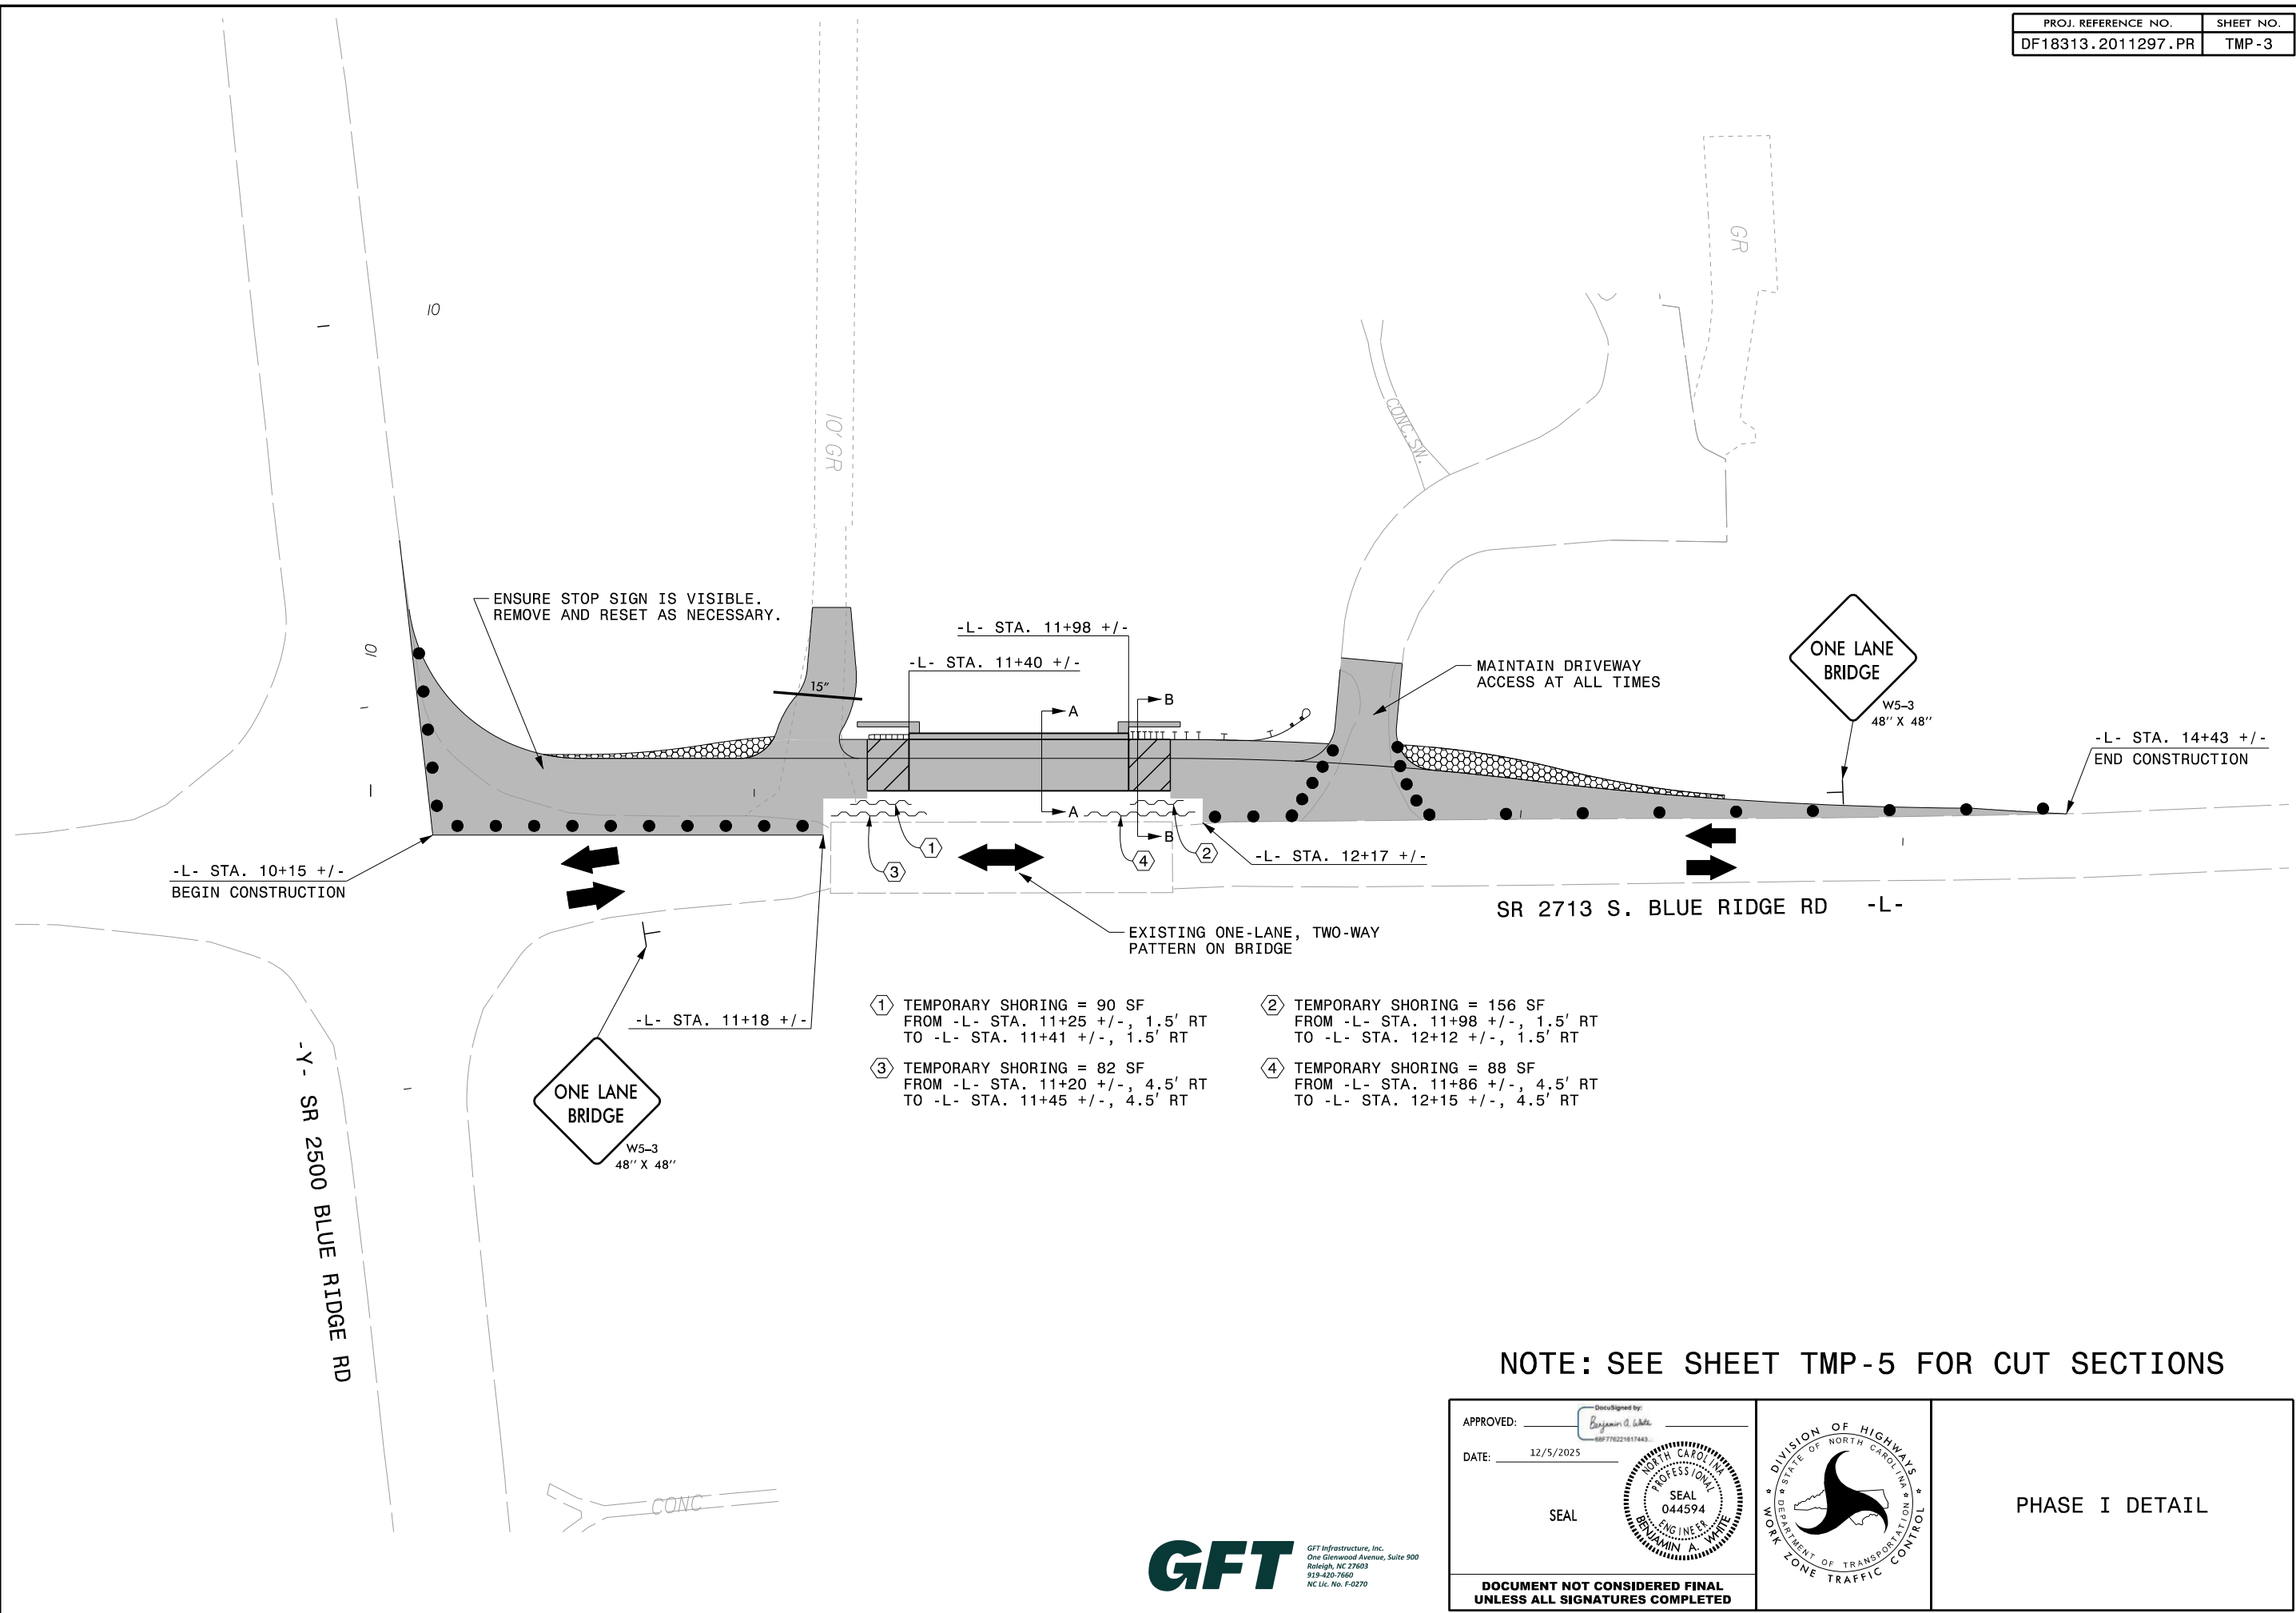 PROJ. REFERENCE NO. SHEET NO.
DF18313.2011297.PR TMP-3
10
10' GR
GR
CONC. SW.
10
ENSURE STOP SIGN IS VISIBLE.
REMOVE AND RESET AS NECESSARY.
-L- STA. 11+98 +/-
-L- STA. 11+40 +/-
15"
A
B
A
B
MAINTAIN DRIVEWAY
ACCESS AT ALL TIMES
ONE LANE
BRIDGE
W5-3
48'' X 48''
-L- STA. 14+43 +/-
END CONSTRUCTION
-L- STA. 10+15 +/-
BEGIN CONSTRUCTION
1
3
4
2
-L- STA. 12+17 +/-
SR 2713 S. BLUE RIDGE RD -L-
EXISTING ONE-LANE, TWO-WAY
PATTERN ON BRIDGE
-L- STA. 11+18 +/-
ONE LANE
BRIDGE
W5-3
48'' X 48''
-Y- SR 2500 BLUE RIDGE RD
1 TEMPORARY SHORING = 90 SF
FROM -L- STA. 11+25 +/-, 1.5' RT
TO -L- STA. 11+41 +/-, 1.5' RT
2 TEMPORARY SHORING = 156 SF
FROM -L- STA. 11+98 +/-, 1.5' RT
TO -L- STA. 12+12 +/-, 1.5' RT
3 TEMPORARY SHORING = 82 SF
FROM -L- STA. 11+20 +/-, 4.5' RT
TO -L- STA. 11+45 +/-, 4.5' RT
4 TEMPORARY SHORING = 88 SF
FROM -L- STA. 11+86 +/-, 4.5' RT
TO -L- STA. 12+15 +/-, 4.5' RT
CONC
NOTE: SEE SHEET TMP-5 FOR CUT SECTIONS
APPROVED:
DocuSigned by:
Benjamin A. White
DATE: 12/5/2025
SEAL
NORTH CAROLINA
PROFESSIONAL
SEAL
044594
ENGINEER
BENJAMIN A. WHITE
DOCUMENT NOT CONSIDERED FINAL
UNLESS ALL SIGNATURES COMPLETED
DIVISION OF HIGHWAYS
STATE OF NORTH CAROLINA
DEPARTMENT OF TRANSPORTATION
WORK ZONE TRAFFIC CONTROL
PHASE I DETAIL
GFT
GFT Infrastructure, Inc.
One Glenwood Avenue, Suite 900
Raleigh, NC 27603
919-420-7660
NC Lic. No. F-0270